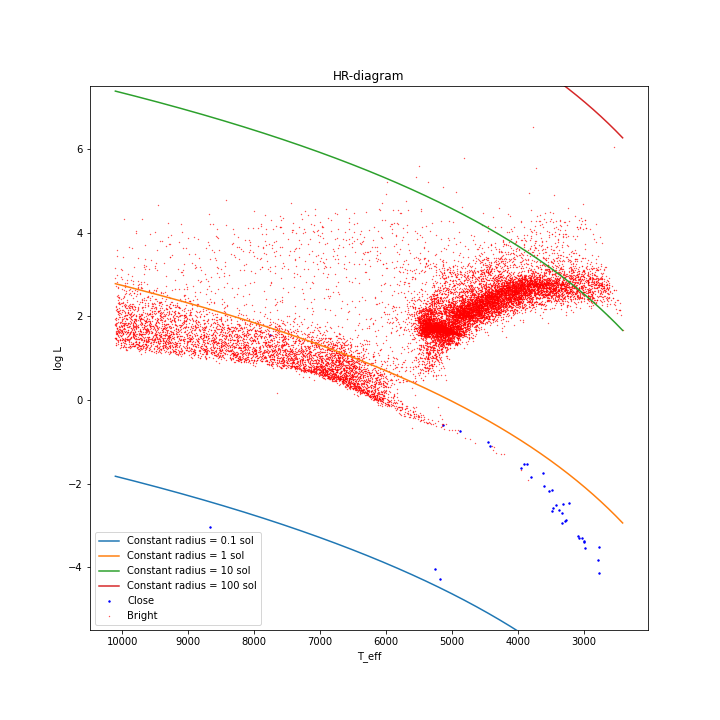 HR-diagram
log L
6
4
2
0
−2
−4
Constant radius = 0.1 sol
Constant radius = 1 sol
Constant radius = 10 sol
Constant radius = 100 sol
Close
Bright
10000 9000 8000 7000 6000 5000 4000 3000
T_eff